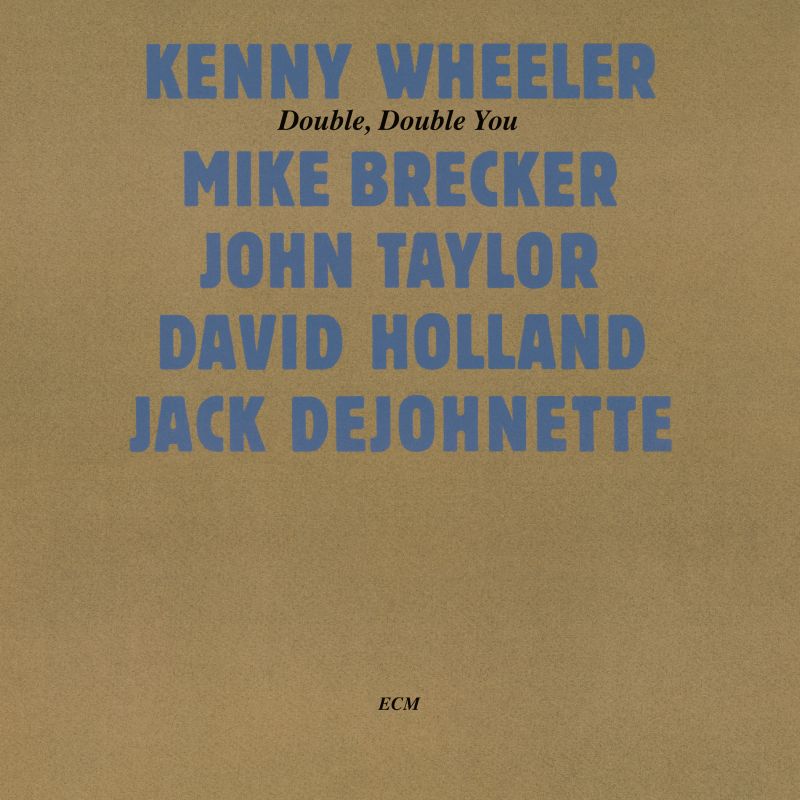 KENNY WHEELER
Double, Double You
MIKE BRECKER
JOHN TAYLOR
DAVID HOLLAND
JACK DEJOHNETTE
ECM